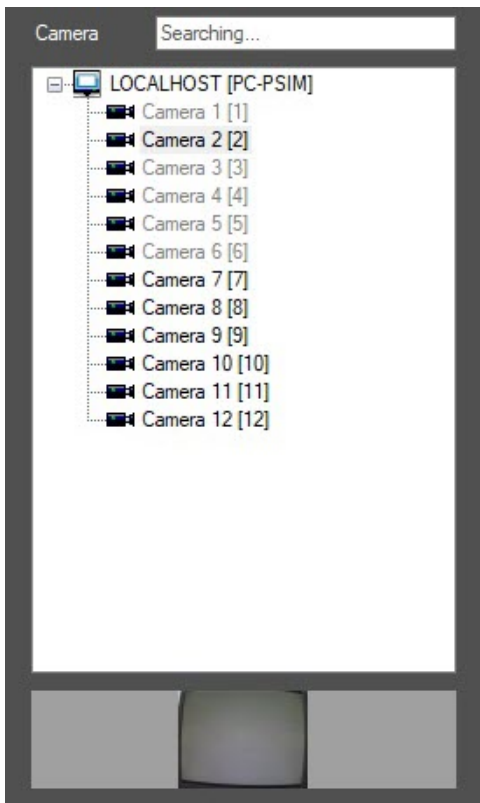 Camera
Searching...
LOCALHOST [PC-PSIM]
Camera 1 [1]
Camera 2 [2]
Camera 3 [3]
Camera 4 [4]
Camera 5 [5]
Camera 6 [6]
Camera 7 [7]
Camera 8 [8]
Camera 9 [9]
Camera 10 [10]
Camera 11 [11]
Camera 12 [12]